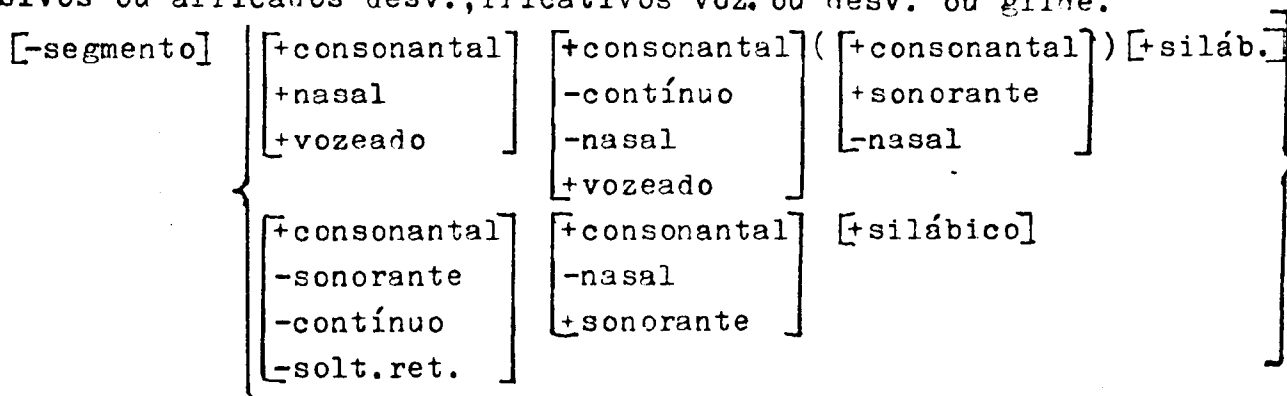 ou africados desv.,fricativos voz. ou desv. ou glide.
[-segmento] [+consonantal] [+consonantal] ([+consonantal]) [+siláb.]
+nasal -contínuo +sonorante
+vozeado -nasal -nasal
+vozeado
[+consonantal] [+consonantal] [+silábico]
-sonorante -nasal
-contínuo +sonorante
-solt.ret.